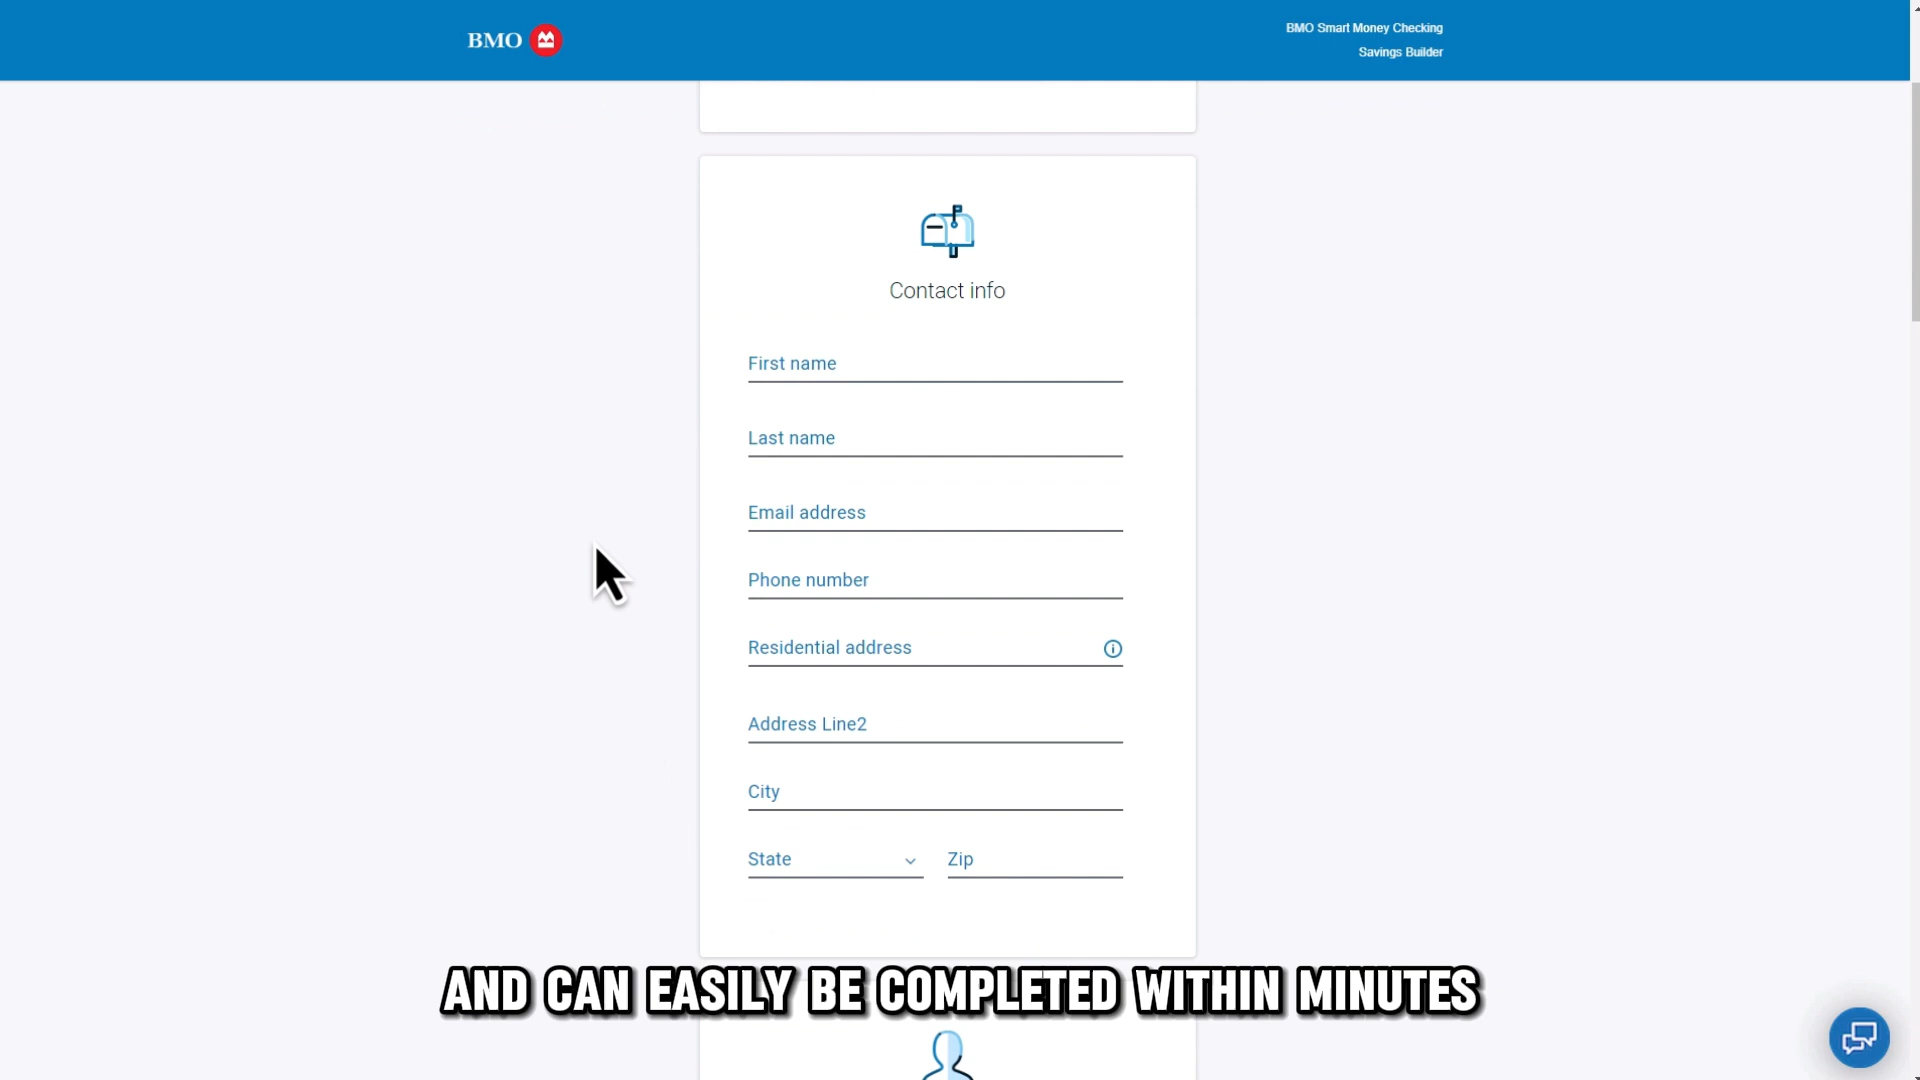 BMO
BMO Smart Money Checking
Savings Builder
Contact info
First name
Last name
Email address
Phone number
Residential address
Address Line2
City
State
Zip
AND CAN EASILY BE COMPLETED WITHIN MINUTES